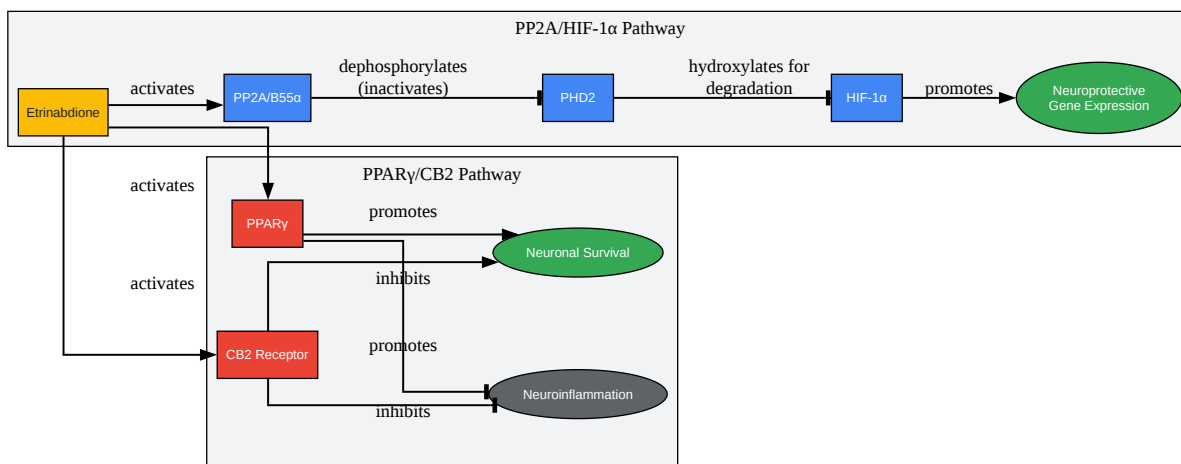 PP2A/HIF-1α Pathway
activates
dephosphorylates
(inactivates)
hydroxylates for
degradation
promotes
Etrinabdione
PP2A/B55α
PHD2
HIF-1α
Neuroprotective
Gene Expression
PPARγ/CB2 Pathway
activates
PPARγ
promotes
Neuronal Survival
inhibits
activates
CB2 Receptor
promotes
Neuroinflammation
inhibits